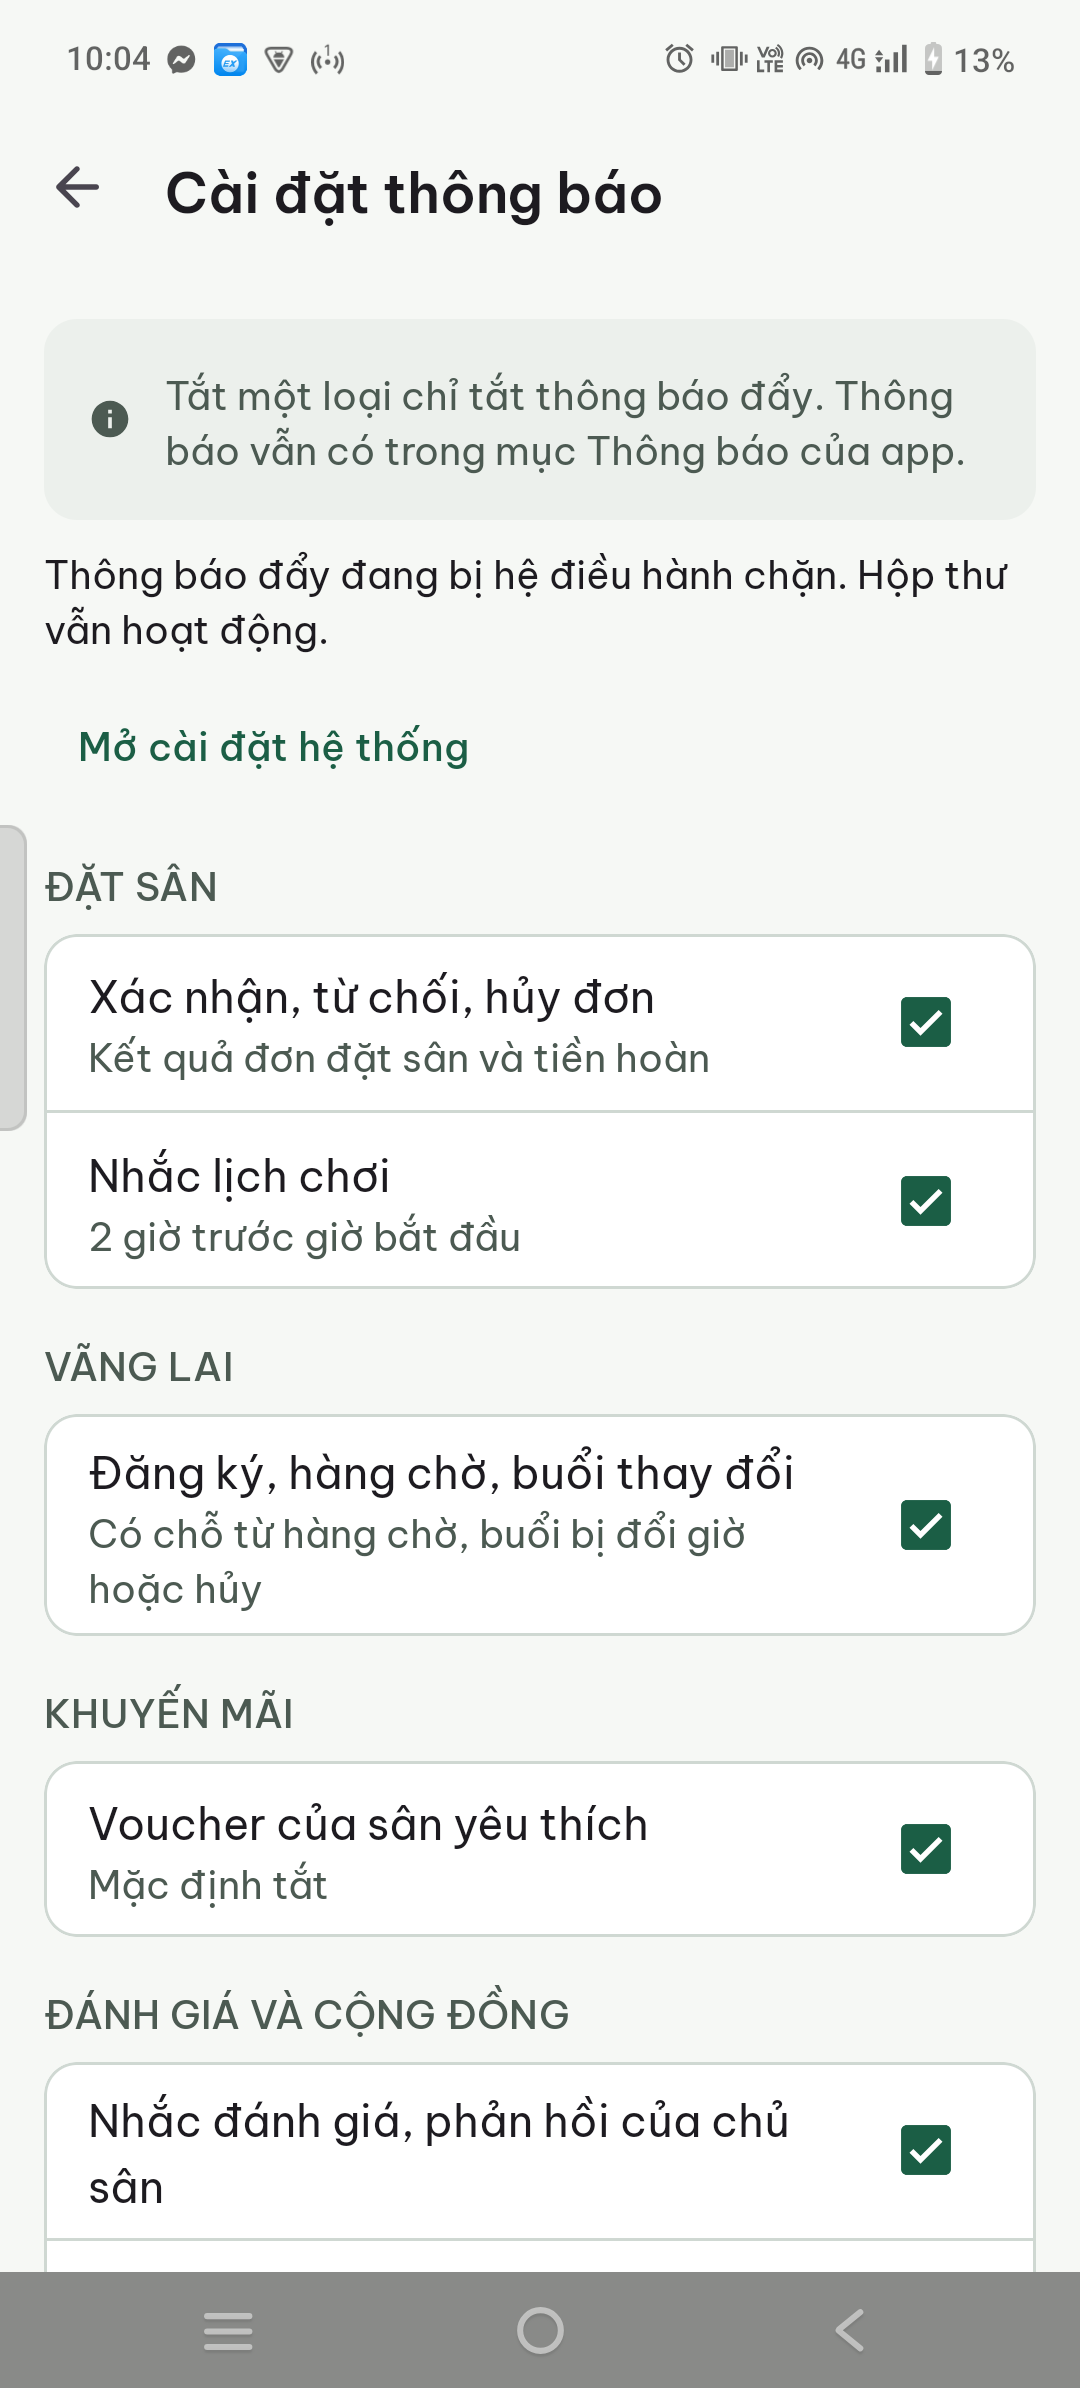 10:04
1
Vo)) LTE
4G
13%
Cài đặt thông báo
Tắt một loại chỉ tắt thông báo đẩy. Thông
báo vẫn có trong mục Thông báo của app.
Thông báo đẩy đang bị hệ điều hành chặn. Hộp thư
vẫn hoạt động.
Mở cài đặt hệ thống
ĐẶT SÂN
Xác nhận, từ chối, hủy đơn
Kết quả đơn đặt sân và tiền hoàn
Nhắc lịch chơi
2 giờ trước giờ bắt đầu
VÃNG LAI
Đăng ký, hàng chờ, buổi thay đổi
Có chỗ từ hàng chờ, buổi bị đổi giờ
hoặc hủy
KHUYẾN MÃI
Voucher của sân yêu thích
Mặc định tắt
ĐÁNH GIÁ VÀ CỘNG ĐỒNG
Nhắc đánh giá, phản hồi của chủ
sân